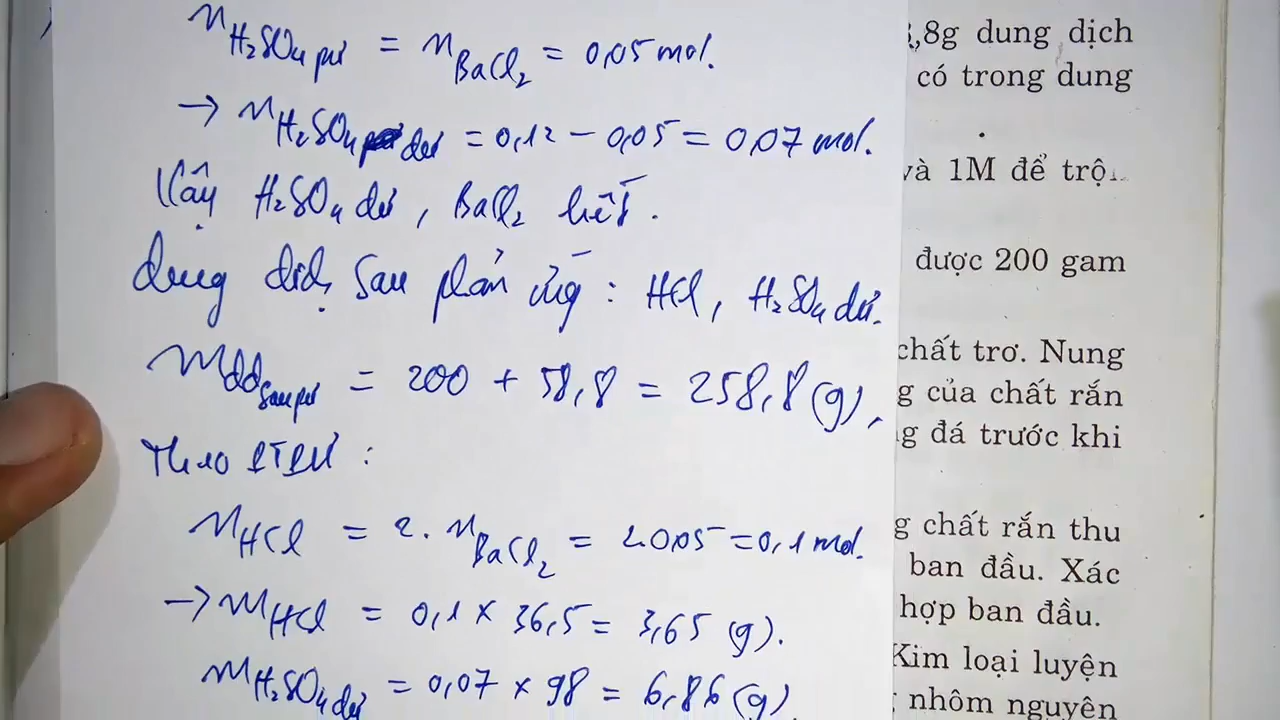 nH₂SO₄ pư = nBaCl₂ = 0,05 mol.
→ nH₂SO₄ dư = 0,12 – 0,05 = 0,07 mol.
Vậy H₂SO₄ dư, BaCl₂ hết.
dung dịch sau phản ứng : HCl, H₂SO₄ dư.
mdd sau pư = 200 + 58,8 = 258,8 (g),
Theo PTPƯ :
nHCl = 2. nBaCl₂ = 2.0,05 = 0,1 mol.
→ mHCl = 0,1 × 36,5 = 3,65 (g).
mH₂SO₄ dư = 0,07 × 98 = 6,86 (g)
,8g dung dịch
có trong dung
và 1M để trộ
được 200 gam
chất trơ. Nung
g của chất rắn
g đá trước khi
g chất rắn thu
ban đầu. Xác
hợp ban đầu.
Kim loại luyện
nhôm nguyên